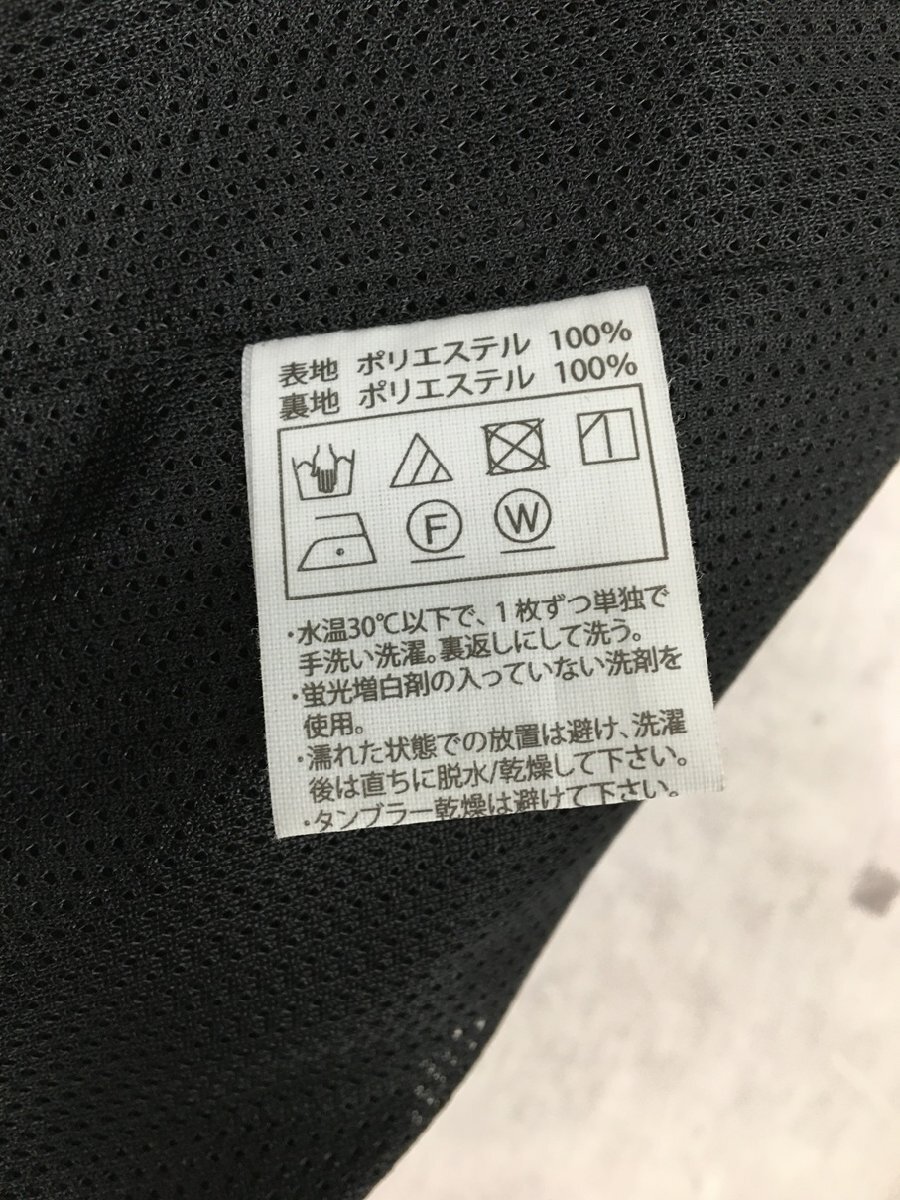 表地 ポリエステル 100%
裏地 ポリエステル 100%
F W
・水温30℃以下で、1枚ずつ単独で
手洗い洗濯。裏返しにして洗う。
・蛍光増白剤の入っていない洗剤を
使用。
・濡れた状態での放置は避け、洗濯
後は直ちに脱水/乾燥して下さい。
・タンブラー乾燥は避けて下さい。